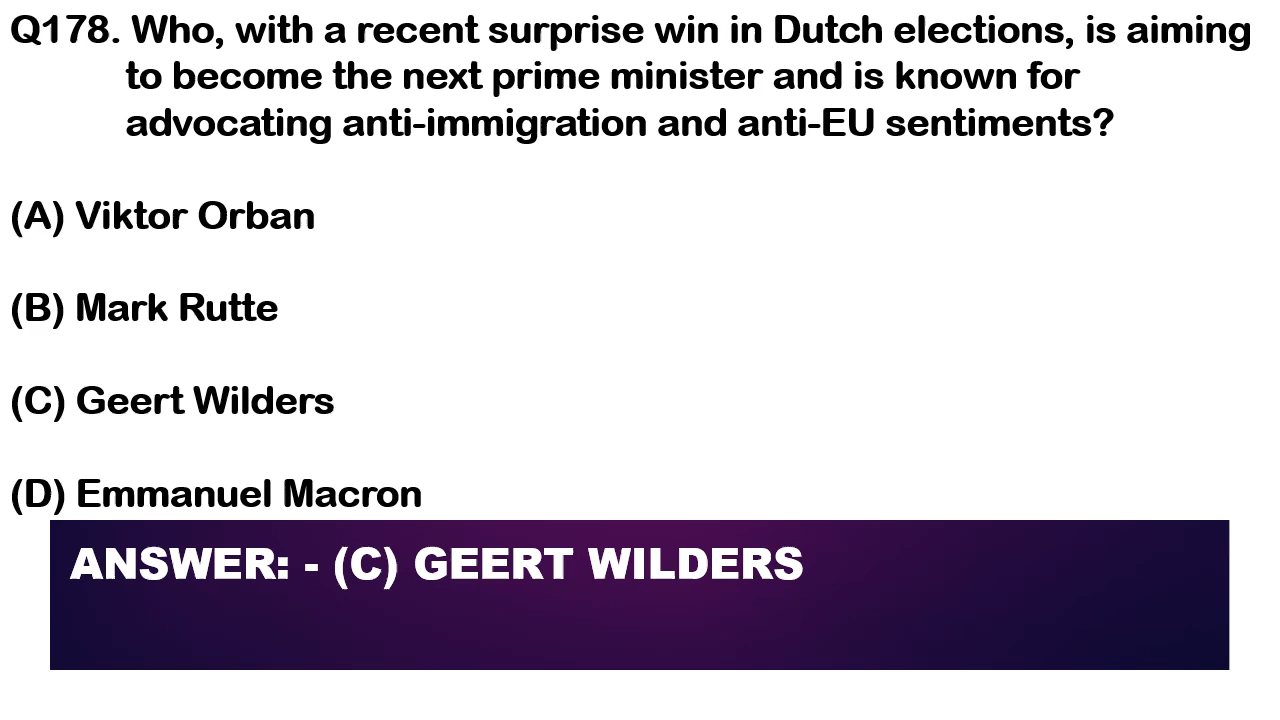 Q178. Who, with a recent surprise win in Dutch elections, is aiming
to become the next prime minister and is known for
advocating anti-immigration and anti-EU sentiments?
(A) Viktor Orban
(B) Mark Rutte
(C) Geert Wilders
(D) Emmanuel Macron
ANSWER: - (C) GEERT WILDERS